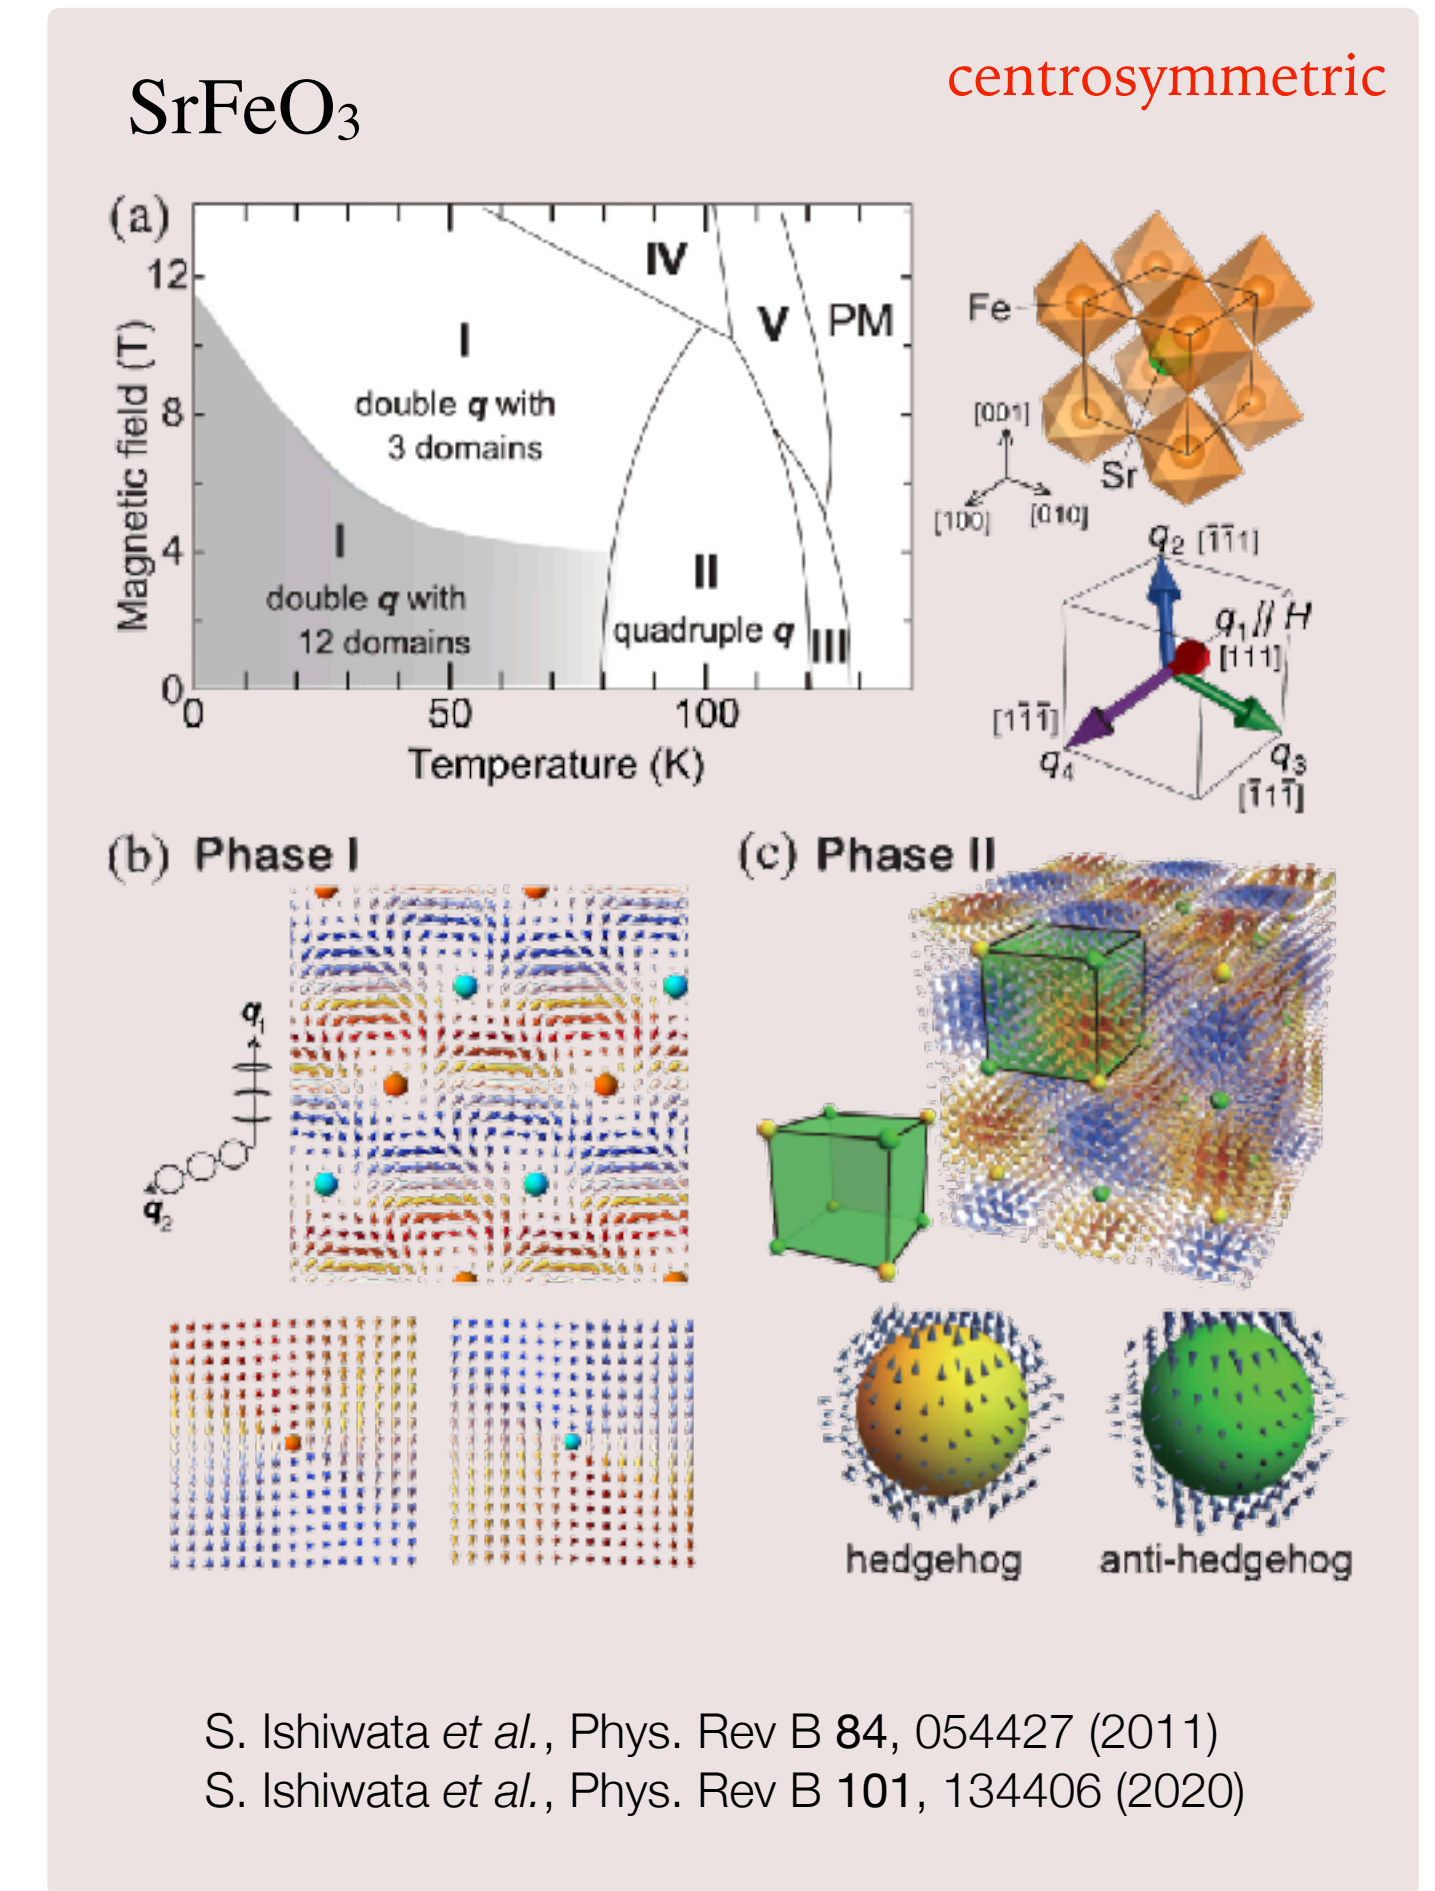 SrFeO₃
centrosymmetric
(a)
Magnetic field (T)
12
8
4
0
0
50
100
Temperature (K)
I
double q with
3 domains
I
double q with
12 domains
II
quadruple q
III
IV
V
PM
Fe
Sr
[001]
[100]
[010]
q₂ [1̄1̄1]
q₁ // H
[111]
[11̄1̄]
q₄
q₃
[1̄11̄]
(b) Phase I
q₁
q₂
(c) Phase II
hedgehog
anti-hedgehog
S. Ishiwata et al., Phys. Rev B 84, 054427 (2011)
S. Ishiwata et al., Phys. Rev B 101, 134406 (2020)